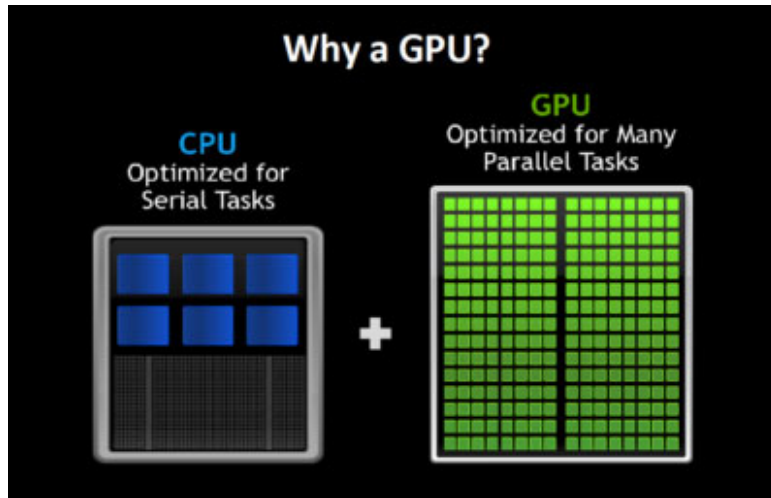 Why a GPU?
CPU
Optimized for
Serial Tasks
GPU
Optimized for Many
Parallel Tasks